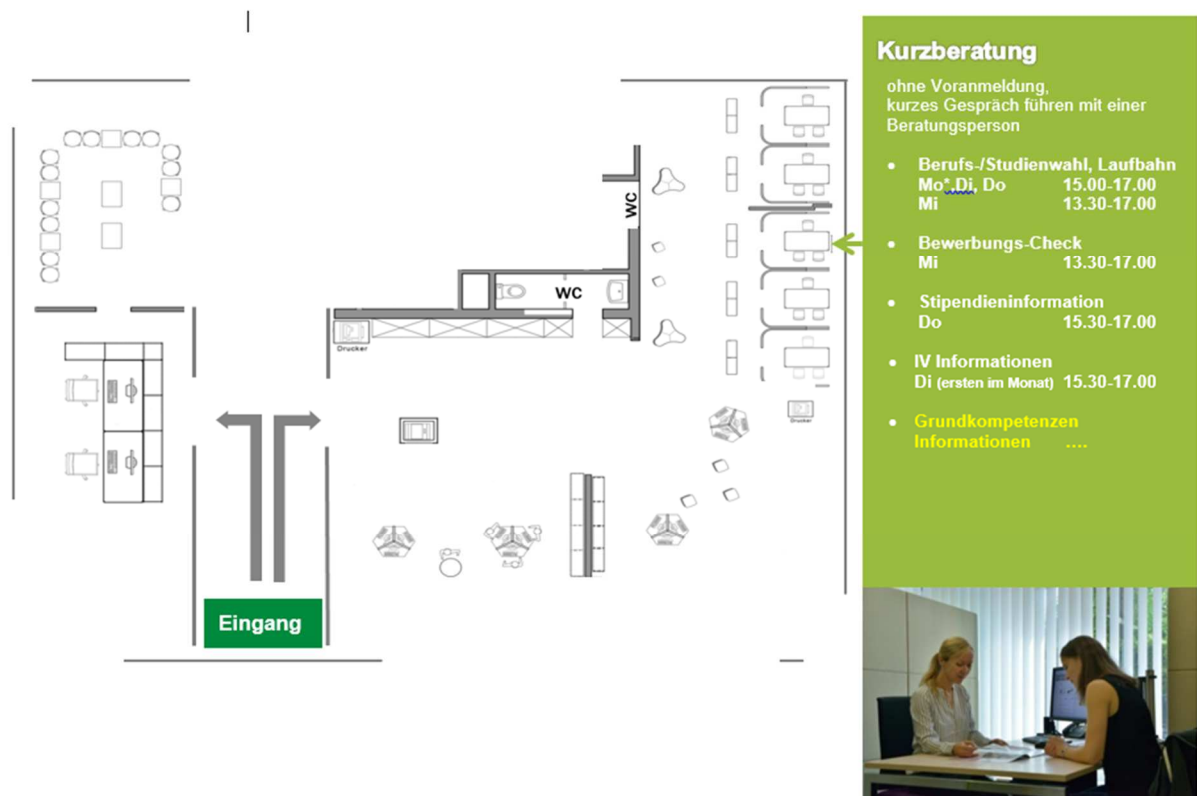 Kurzberatung
ohne Voranmeldung,
kurzes Gespräch führen mit einer
Beratungsperson
• Berufs-/Studienwahl, Laufbahn
Mo*,Di, Do 15.00-17.00
Mi 13.30-17.00
• Bewerbungs-Check
Mi 13.30-17.00
• Stipendieninformation
Do 15.30-17.00
• IV Informationen
Di (ersten im Monat) 15.30-17.00
• Grundkompetenzen
Informationen ....
WC
WC
Drucker
Drucker
Eingang